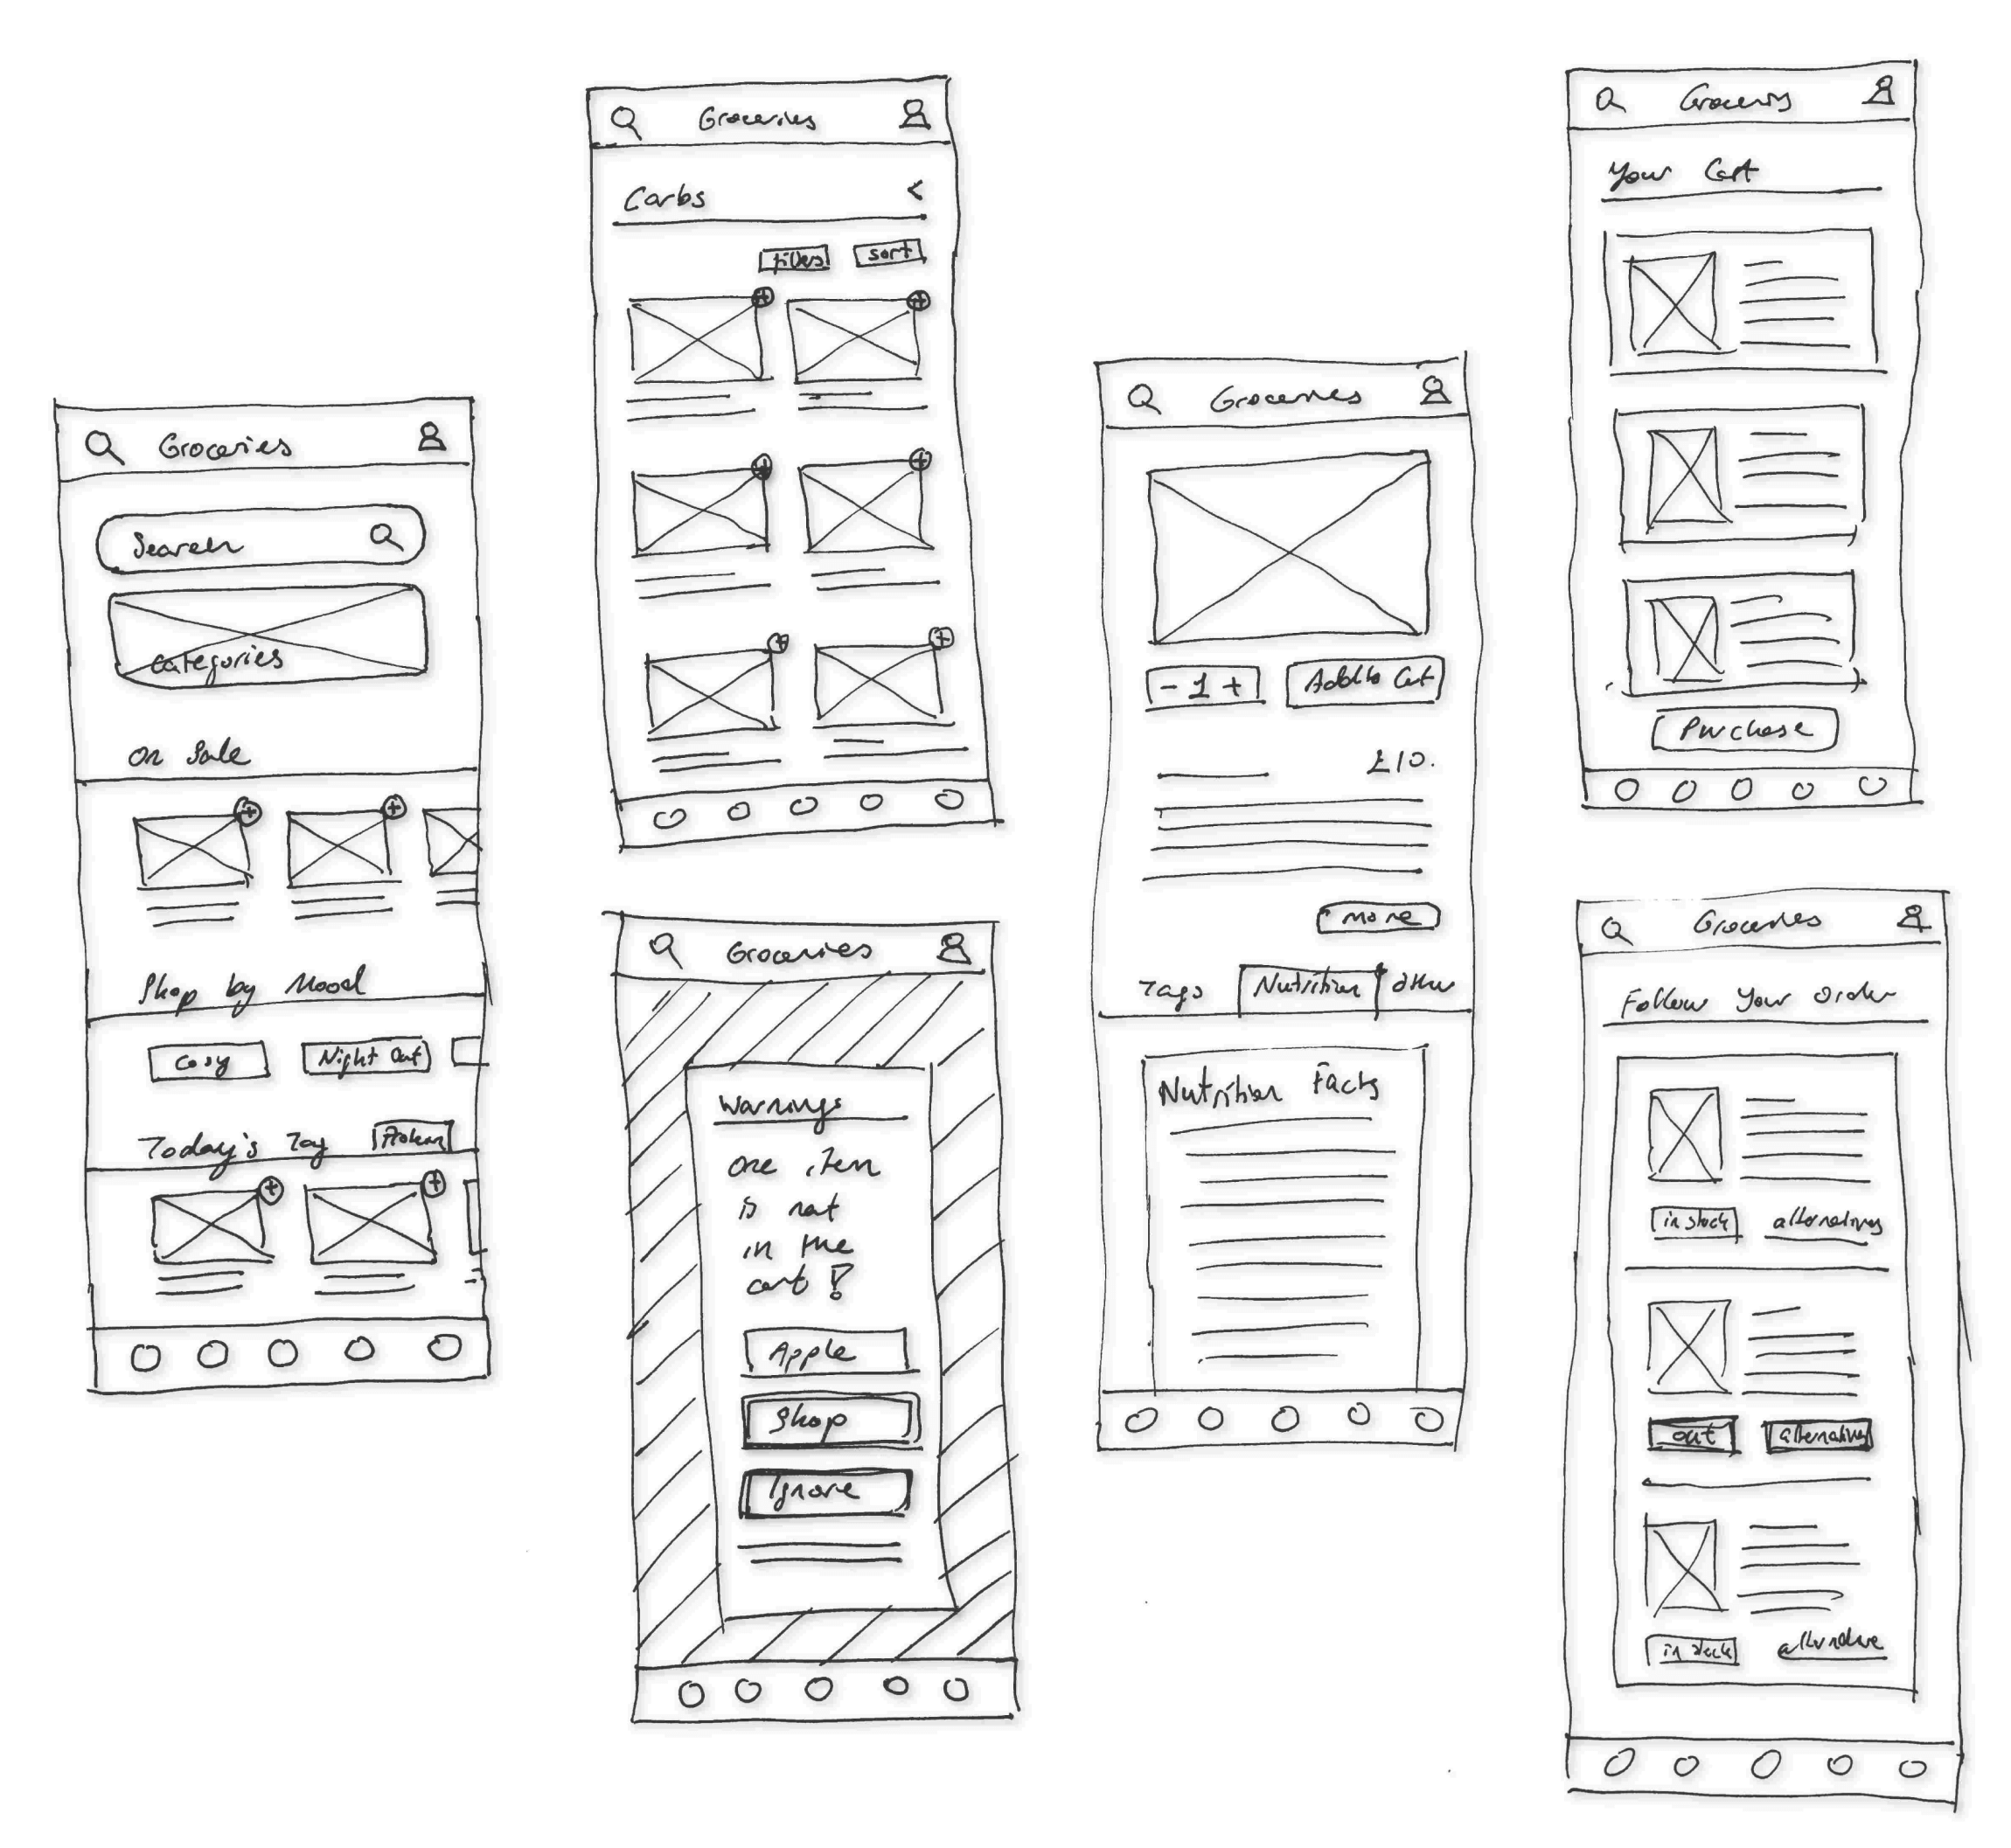 Groceries
Search
Categories
On Sale
Shop by Mood
Cosy
Night Out
Today's Tag
Groceries
Carbs <
filters
sort
Groceries
Warnings
one item
is not
in the
cart!
Apple
Shop
Ignore
Groceries
- 1 +
Add to Cart
£10.
more
Tags
Nutrition
other
Nutrition Facts
Groceries
Your Cart
Purchase
Groceries
Follow Your Order
in stock
alternatives
out
alternatives
in stock
alternative